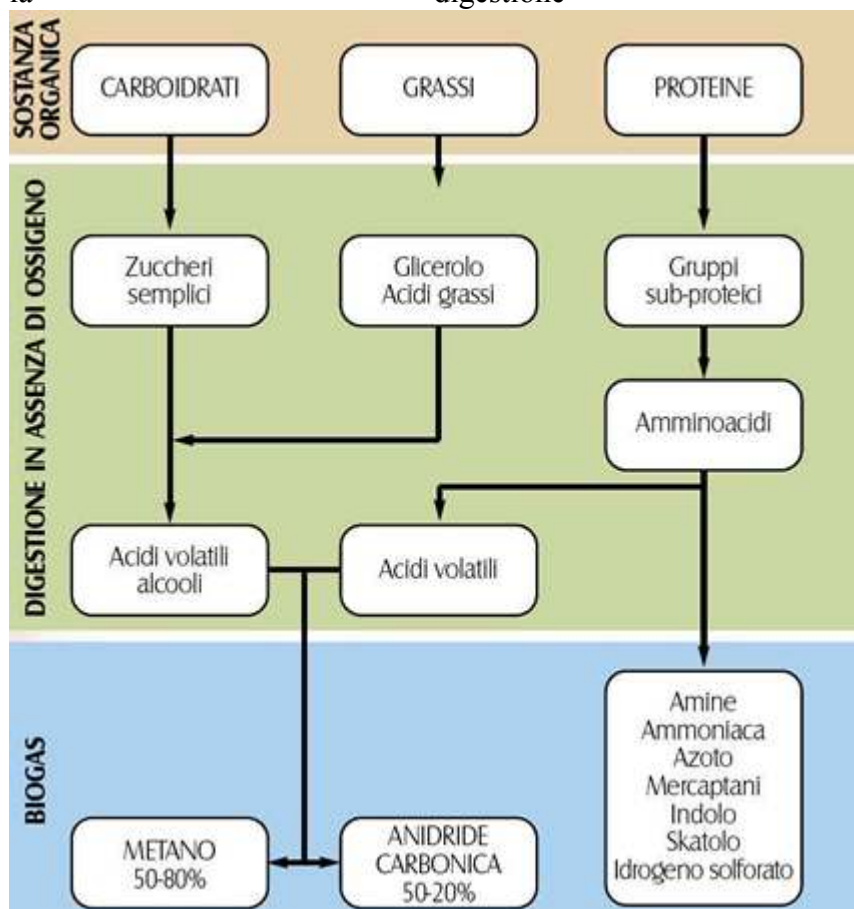 la digestione
SOSTANZA
ORGANICA
CARBOIDRATI
GRASSI
PROTEINE
DIGESTIONE IN ASSENZA DI OSSIGENO
Zuccheri
semplici
Glicerolo
Acidi grassi
Gruppi
sub-proteici
Amminoacidi
Acidi volatili
alcooli
Acidi volatili
BIOGAS
METANO
50-80%
ANIDRIDE
CARBONICA
50-20%
Amine
Ammoniaca
Azoto
Mercaptani
Indolo
Skatolo
Idrogeno solforato